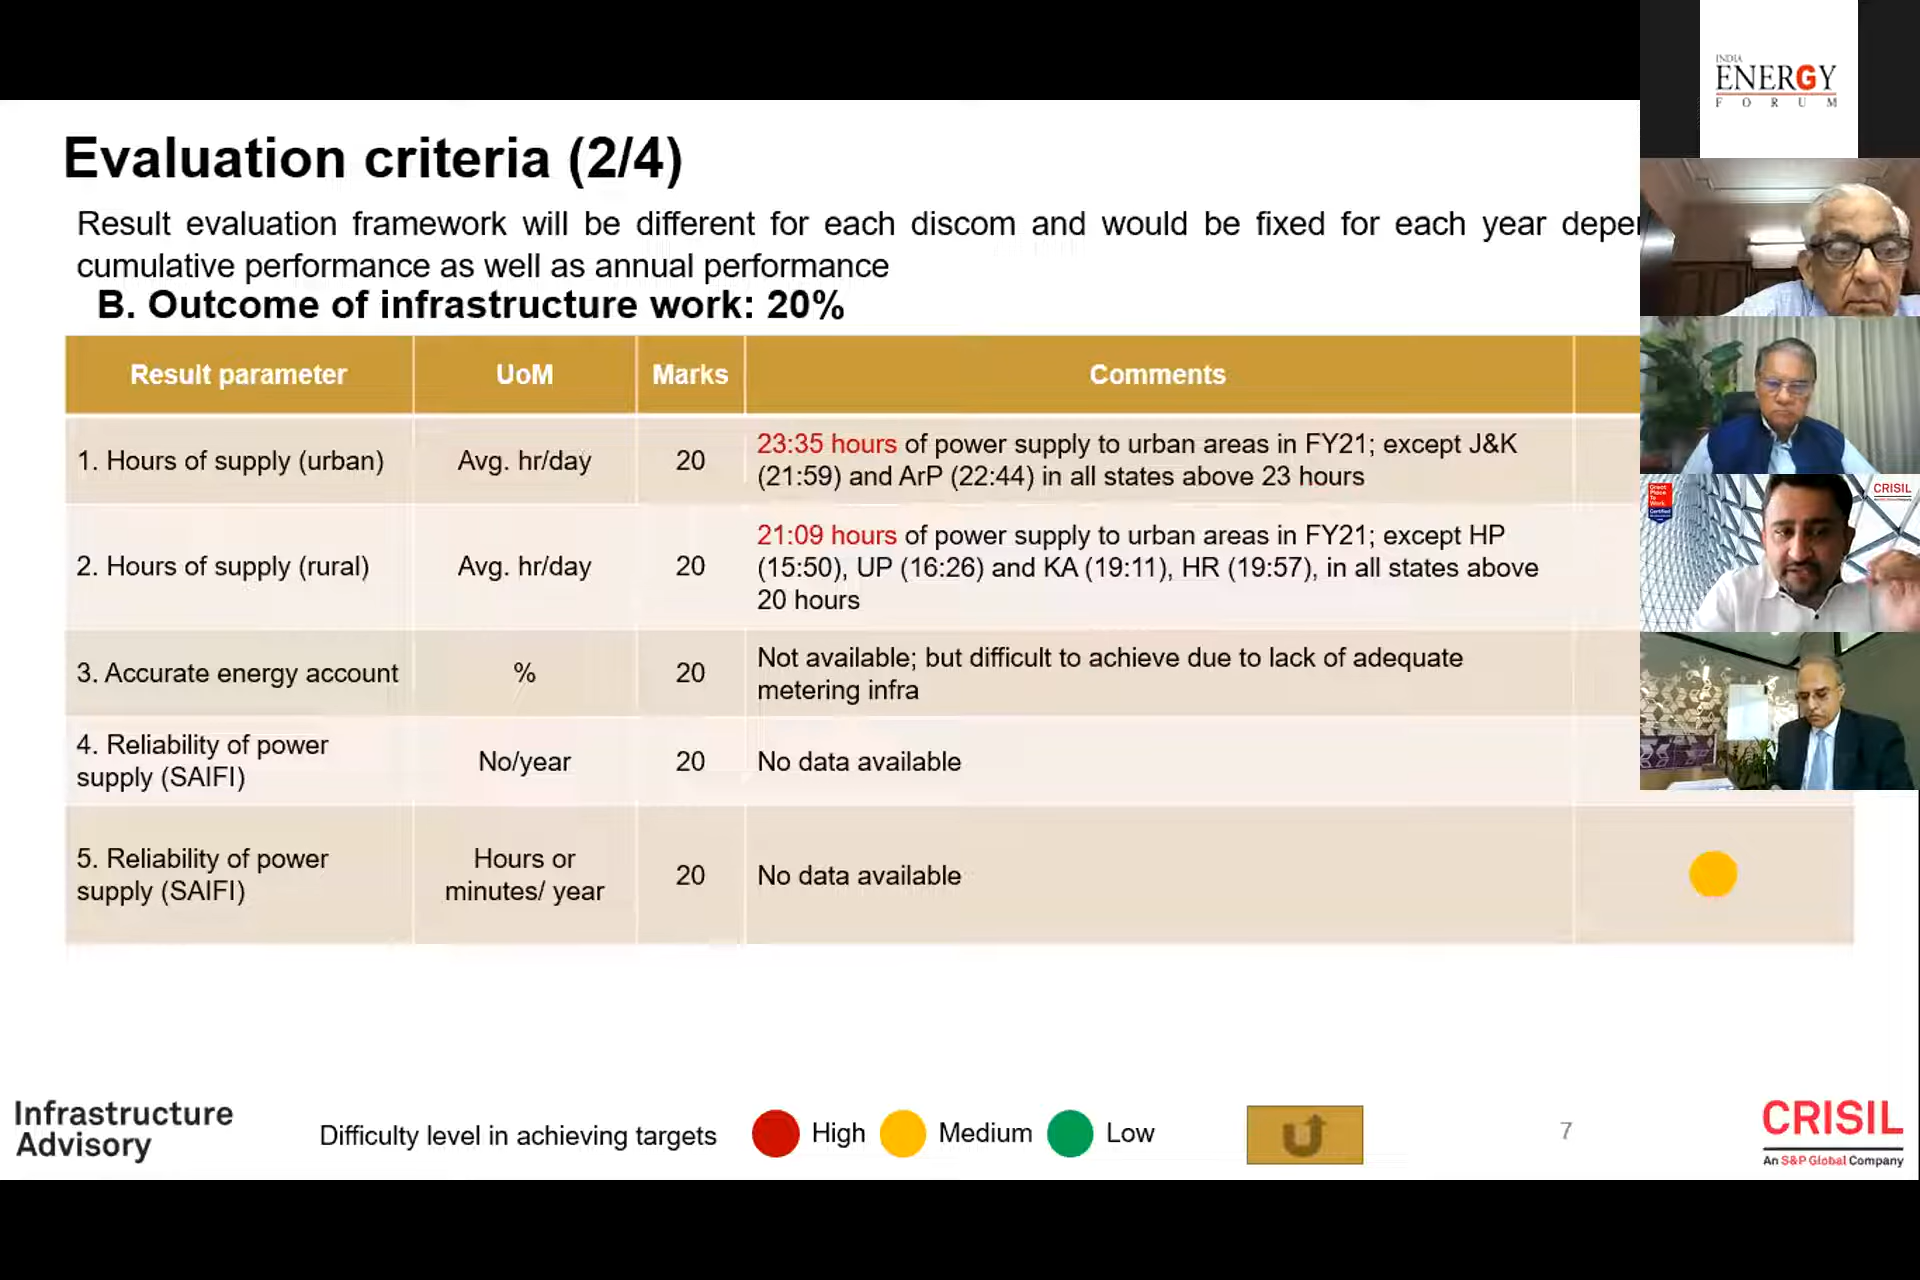 INDIA
ENERGY
FORUM
Evaluation criteria (2/4)
Result evaluation framework will be different for each discom and would be fixed for each year
cumulative performance as well as annual performance
B. Outcome of infrastructure work: 20%
Result parameter UoM Marks Comments
1. Hours of supply (urban) Avg. hr/day 20 23:35 hours of power supply to urban areas in FY21; except J&K
(21:59) and ArP (22:44) in all states above 23 hours
2. Hours of supply (rural) Avg. hr/day 20 21:09 hours of power supply to urban areas in FY21; except HP
(15:50), UP (16:26) and KA (19:11), HR (19:57), in all states above
20 hours
3. Accurate energy account % 20 Not available; but difficult to achieve due to lack of adequate
metering infra
4. Reliability of power
supply (SAIFI) No/year 20 No data available
5. Reliability of power
supply (SAIFI) Hours or
minutes/ year 20 No data available
Great
Place
To
Work.
Certified
CRISIL
Infrastructure
Advisory
Difficulty level in achieving targets High Medium Low
7
CRISIL
An S&P Global Company